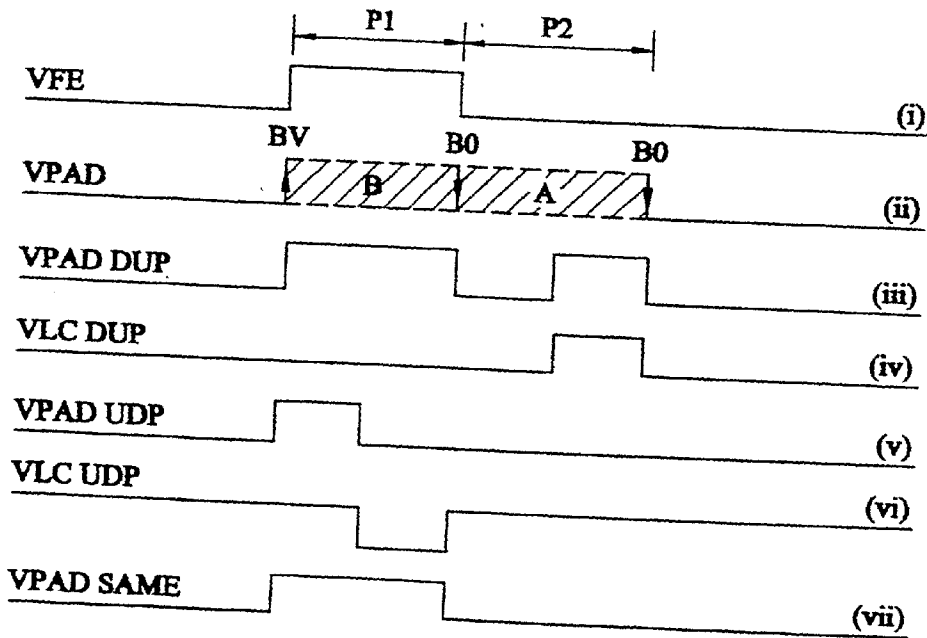 P1 P2
VFE (i)
BV B0 B0
VPAD B A (ii)
VPAD DUP (iii)
VLC DUP (iv)
VPAD UDP (v)
VLC UDP (vi)
VPAD SAME (vii)